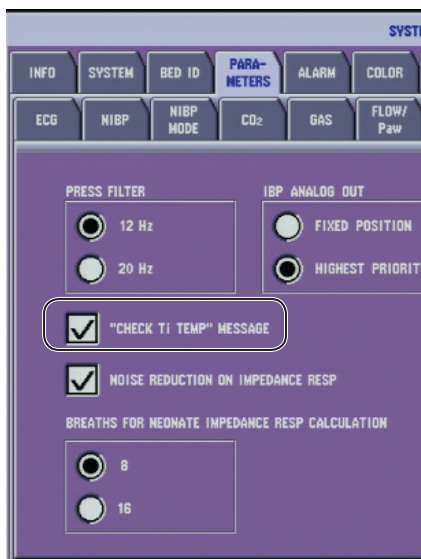 SYST
INFO SYSTEM BED ID PARA- METERS ALARM COLOR
ECG NIBP NIBP MODE CO₂ GAS FLOW/ Paw
PRESS FILTER IBP ANALOG OUT
12 Hz FIXED POSITION
20 Hz HIGHEST PRIORIT
"CHECK Ti TEMP" MESSAGE
NOISE REDUCTION ON IMPEDANCE RESP
BREATHS FOR NEONATE IMPEDANCE RESP CALCULATION
8
16